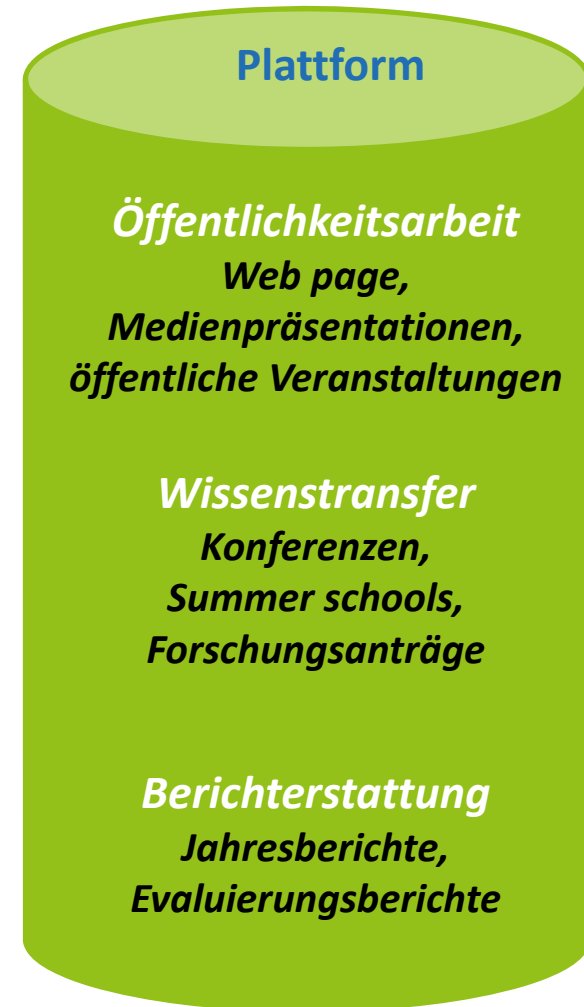 Plattform
Öffentlichkeitsarbeit
Web page,
Medienpräsentationen,
öffentliche Veranstaltungen
Wissenstransfer
Konferenzen,
Summer schools,
Forschungsanträge
Berichterstattung
Jahresberichte,
Evaluierungsberichte